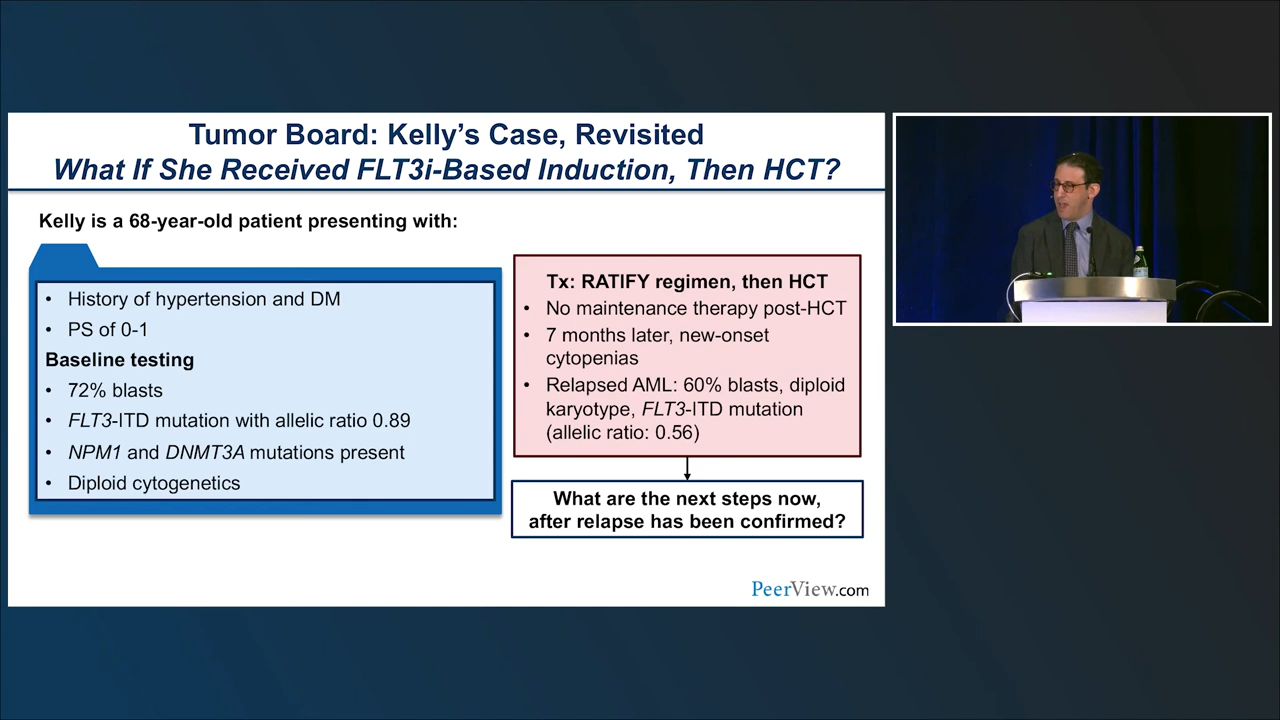 Tumor Board: Kelly's Case, Revisited
What If She Received FLT3i-Based Induction, Then HCT?
Kelly is a 68-year-old patient presenting with:
• History of hypertension and DM
• PS of 0-1
Baseline testing
• 72% blasts
• FLT3-ITD mutation with allelic ratio 0.89
• NPM1 and DNMT3A mutations present
• Diploid cytogenetics
Tx: RATIFY regimen, then HCT
• No maintenance therapy post-HCT
• 7 months later, new-onset
cytopenias
• Relapsed AML: 60% blasts, diploid
karyotype, FLT3-ITD mutation
(allelic ratio: 0.56)
What are the next steps now,
after relapse has been confirmed?
PeerView.com